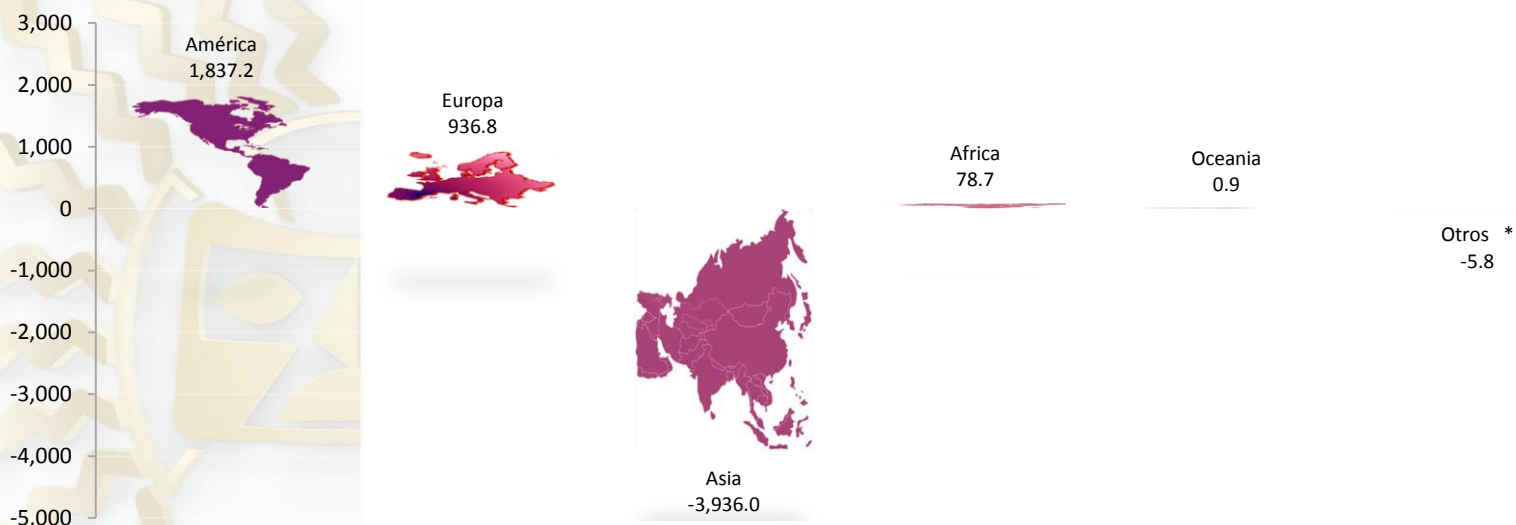 3,000
2,000
1,000
0
-1,000
-2,000
-3,000
-4,000
-5,000
América
1,837.2
Europa
936.8
Asia
-3,936.0
Africa
78.7
Oceania
0.9
Otros *
-5.8